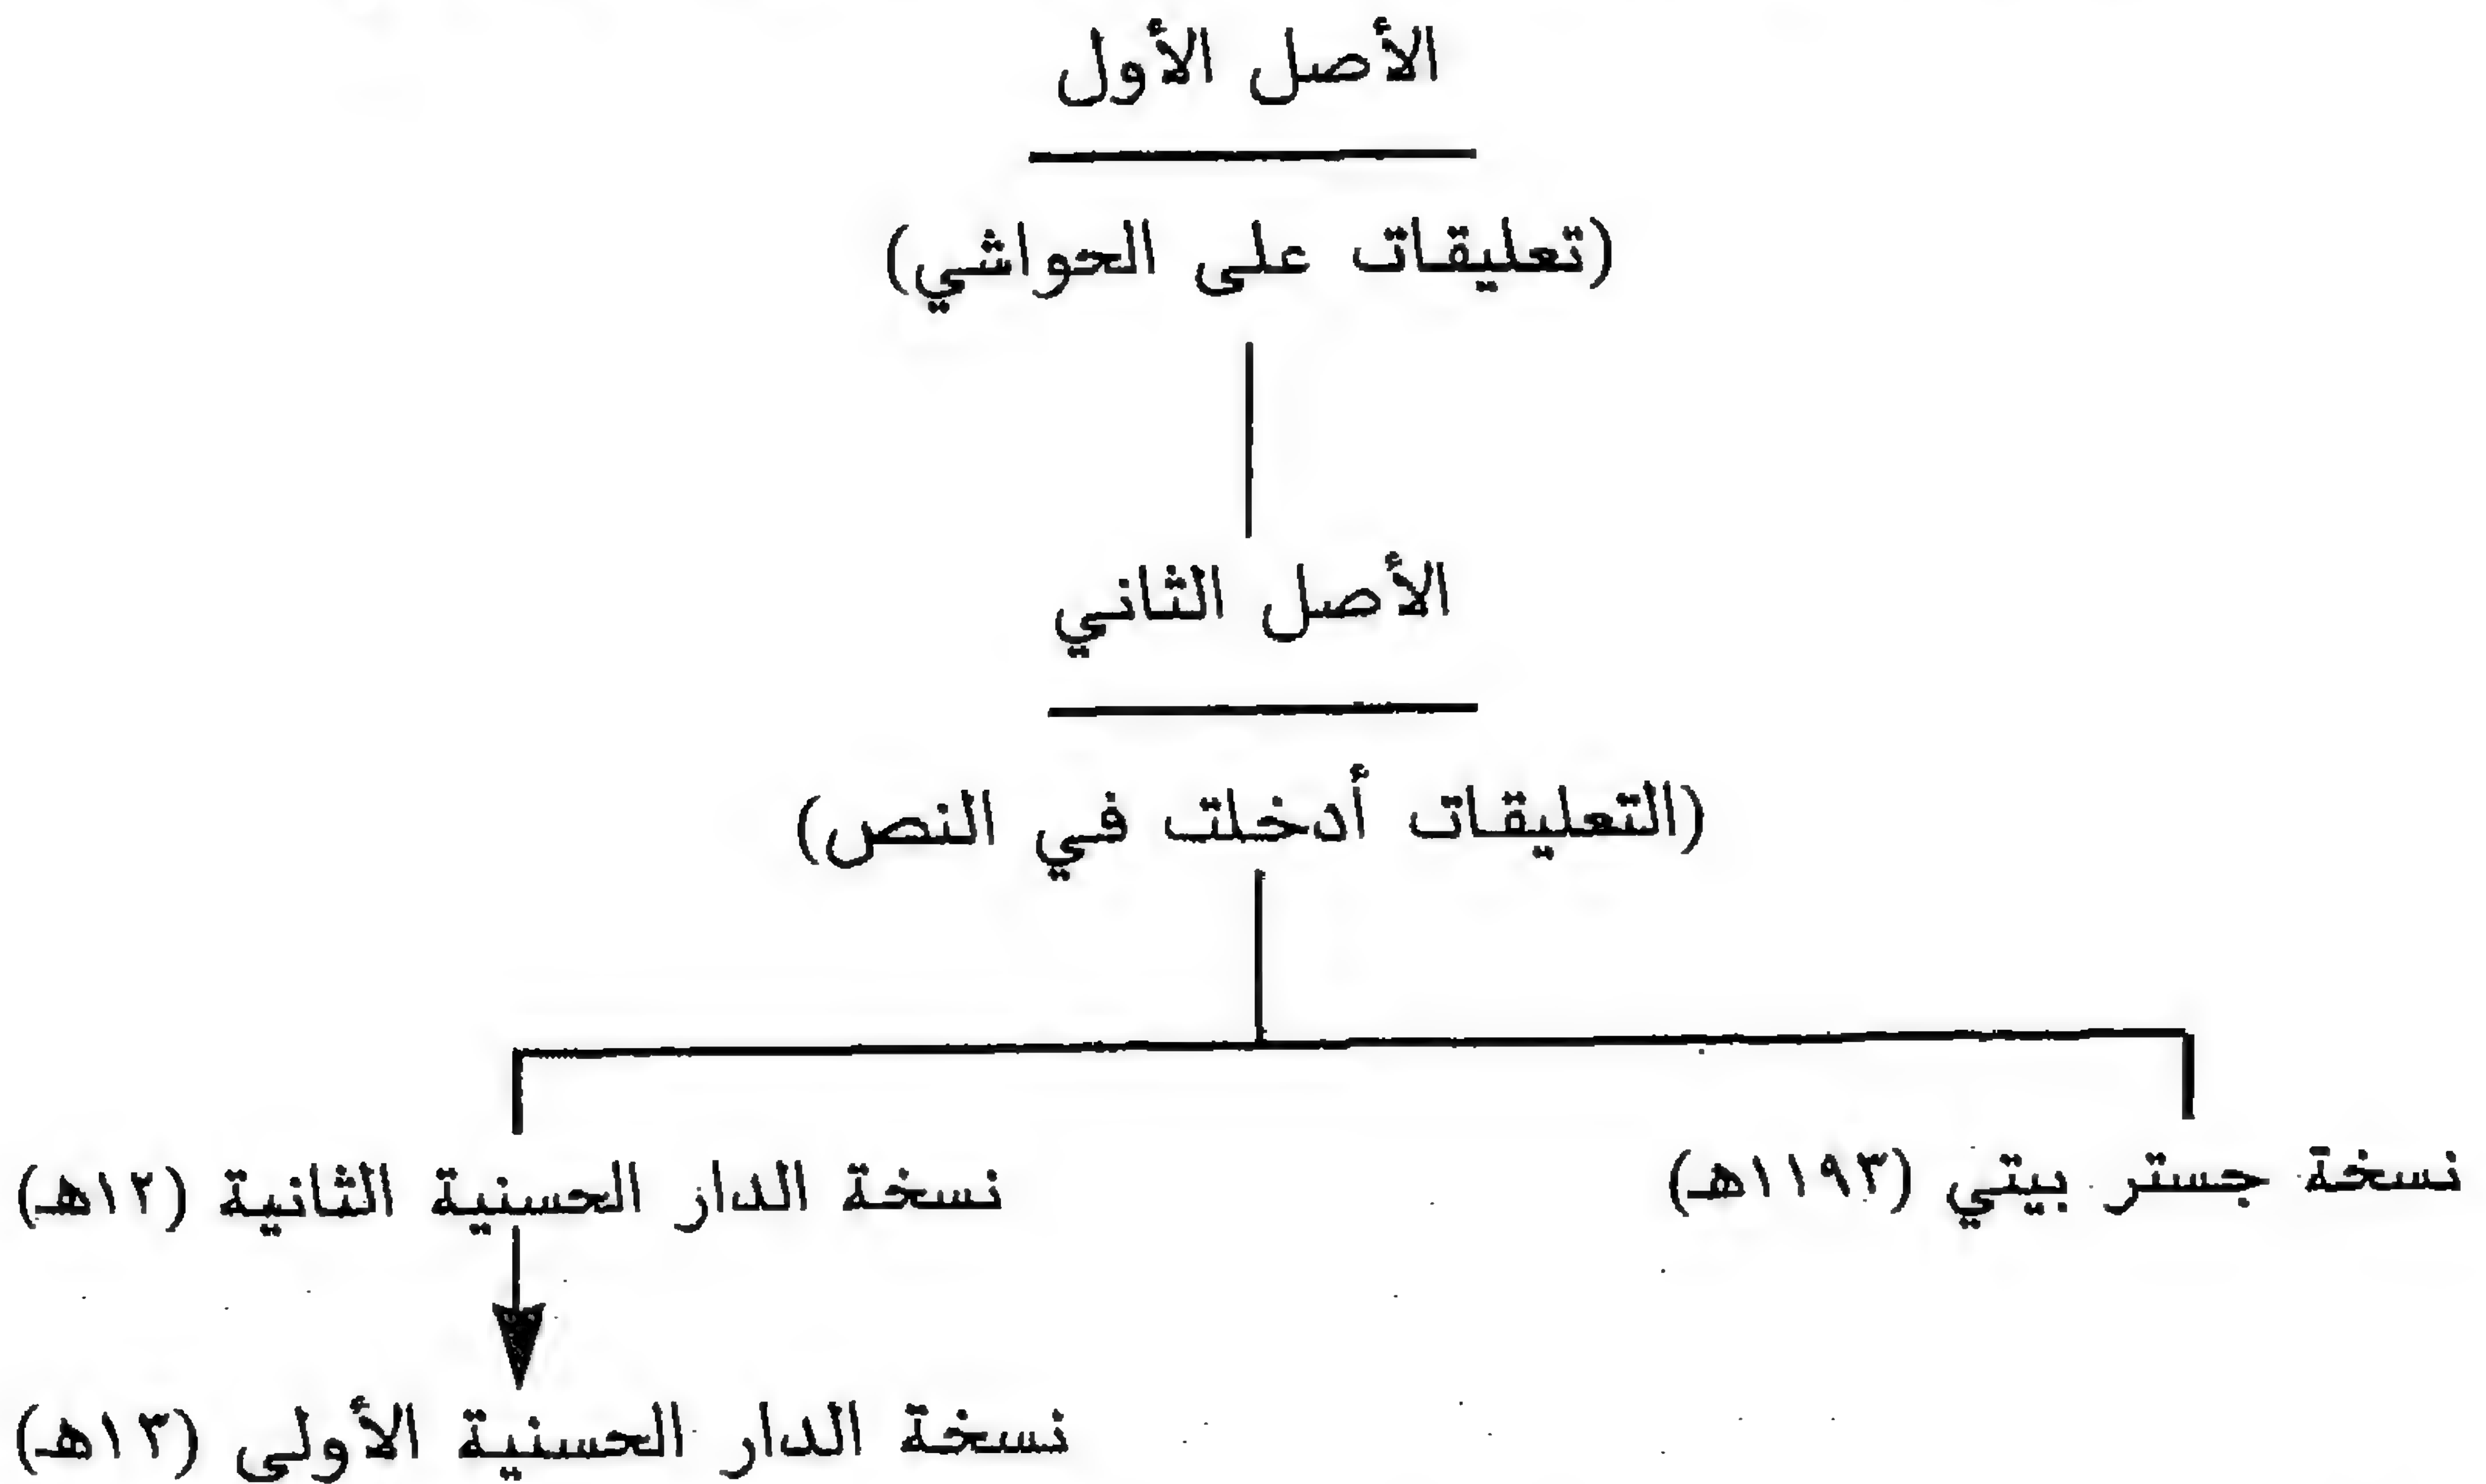 الأصل الأول
(تعليقات على الحواشي)
الأصل الثاني
(التعليقات أدخلت في النص)
نسخة جستر بيتي (١١٩٣هـ)
نسخة الدار الحسنية الثانية (١٢هـ)
نسخة الدار الحسنية الأولى (١٣هـ)